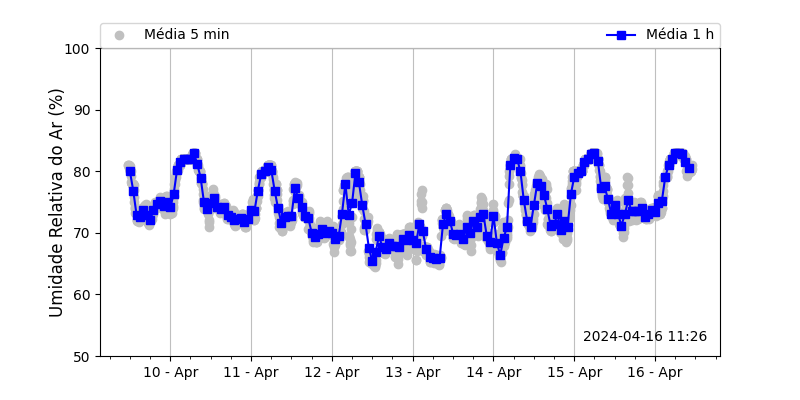 Média 5 min
Média 1 h
Umidade Relativa do Ar (%)
100
90
80
70
60
50
2024-04-16 11:26
10 - Apr
11 - Apr
12 - Apr
13 - Apr
14 - Apr
15 - Apr
16 - Apr